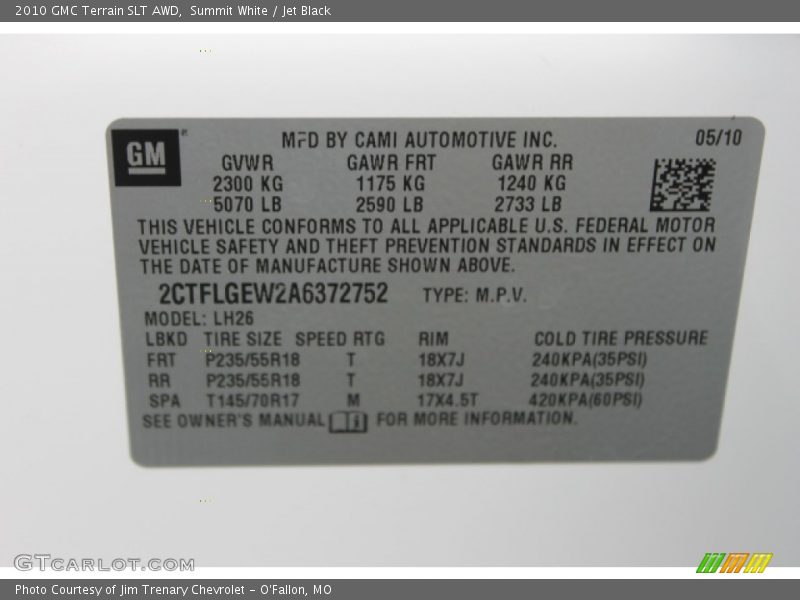 2010 GMC Terrain SLT AWD,  Summit White / Jet Black
GM
MFD BY CAMI AUTOMOTIVE INC.
05/10
GVWR GAWR FRT GAWR RR
2300 KG 1175 KG 1240 KG
5070 LB 2590 LB 2733 LB
THIS VEHICLE CONFORMS TO ALL APPLICABLE U.S. FEDERAL MOTOR
VEHICLE SAFETY AND THEFT PREVENTION STANDARDS IN EFFECT ON
THE DATE OF MANUFACTURE SHOWN ABOVE.
2CTFLGEW2A6372752 TYPE: M.P.V.
MODEL: LH26
LBKD TIRE SIZE SPEED RTG RIM COLD TIRE PRESSURE
FRT P235/55R18 T 18X7J 240KPA(35PSI)
RR P235/55R18 T 18X7J 240KPA(35PSI)
SPA T145/70R17 M 17X4.5T 420KPA(60PSI)
SEE OWNER'S MANUAL FOR MORE INFORMATION.
GTCARLOT.COM
Photo Courtesy of Jim Trenary Chevrolet - O'Fallon, MO